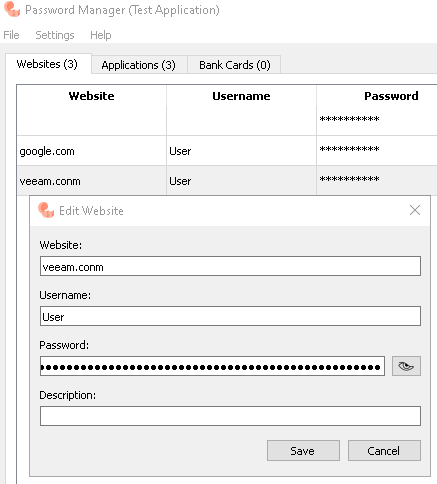 Password Manager (Test Application)
File Settings Help
Websites (3) Applications (3) Bank Cards (0)
Website Username Password
**********
google.com User **********
veeam.conm User **********
Edit Website
Website:
veeam.conm
Username:
User
Password:
Description:
Save Cancel